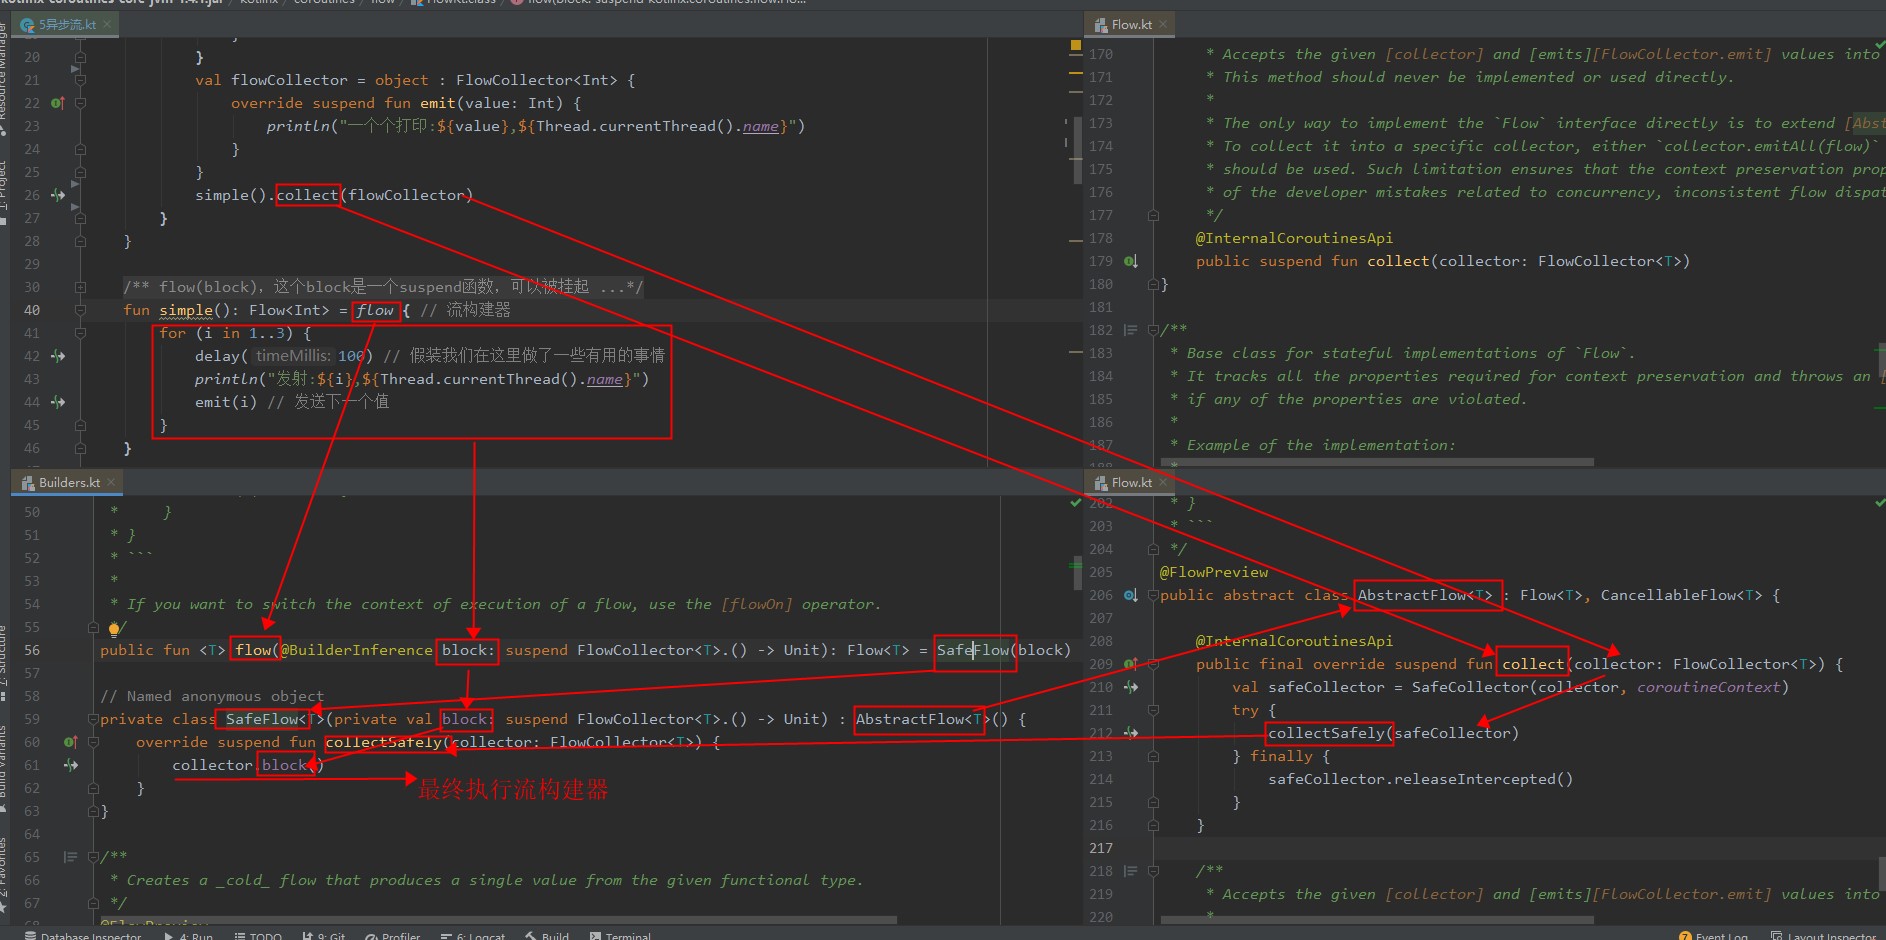 5异步流.kt
20 }
21 val flowCollector = object : FlowCollector<Int> {
22 override suspend fun emit(value: Int) {
23 println("一个个打印:${value},${Thread.currentThread().name}")
24 }
25 }
26 simple().collect(flowCollector)
27 }
28 }
29
30 /** flow(block), 这个block是一个suspend函数, 可以被挂起 ...*/
40 fun simple(): Flow<Int> = flow { // 流构建器
41 for (i in 1..3) {
42 delay( timeMillis: 100) // 假装我们在这里做了一些有用的事情
43 println("发射:${i},${Thread.currentThread().name}")
44 emit(i) // 发送下一个值
45 }
46 }
Flow.kt
170 * Accepts the given [collector] and [emits][FlowCollector.emit] values into
171 * This method should never be implemented or used directly.
172 *
173 * The only way to implement the `Flow` interface directly is to extend [Abst
174 * To collect it into a specific collector, either `collector.emitAll(flow)`
175 * should be used. Such limitation ensures that the context preservation prop
176 * of the developer mistakes related to concurrency, inconsistent flow dispat
177 */
178 @InternalCoroutinesApi
179 public suspend fun collect(collector: FlowCollector<T>)
180 }
181
182 /**
183 * Base class for stateful implementations of `Flow`.
184 * It tracks all the properties required for context preservation and throws an [
185 * if any of the properties are violated.
186 *
187 * Example of the implementation:
Builders.kt
50 * }
51 * }
52 * ```
53 *
54 * If you want to switch the context of execution of a flow, use the [flowOn] operator.
55 */
56 public fun <T> flow(@BuilderInference block: suspend FlowCollector<T>.() -> Unit): Flow<T> = SafeFlow(block)
57
58 // Named anonymous object
59 private class SafeFlow<T>(private val block: suspend FlowCollector<T>.() -> Unit) : AbstractFlow<T>() {
60 override suspend fun collectSafely(collector: FlowCollector<T>) {
61 collector.block()
最终执行流构建器
62 }
63 }
64
65 /**
66 * Creates a _cold_ flow that produces a single value from the given functional type.
67 */
Flow.kt
202 * }
203 * ```
204 */
205 @FlowPreview
206 public abstract class AbstractFlow<T> : Flow<T>, CancellableFlow<T> {
207
208 @InternalCoroutinesApi
209 public final override suspend fun collect(collector: FlowCollector<T>) {
210 val safeCollector = SafeCollector(collector, coroutineContext)
211 try {
212 collectSafely(safeCollector)
213 } finally {
214 safeCollector.releaseIntercepted()
215 }
216 }
217
218 /**
219 * Accepts the given [collector] and [emits][FlowCollector.emit] values into
220 *
Database Inspector 4: Run TODO 9: Git Profiler 6: Logcat Build Terminal 7 Event Log Layout Inspector